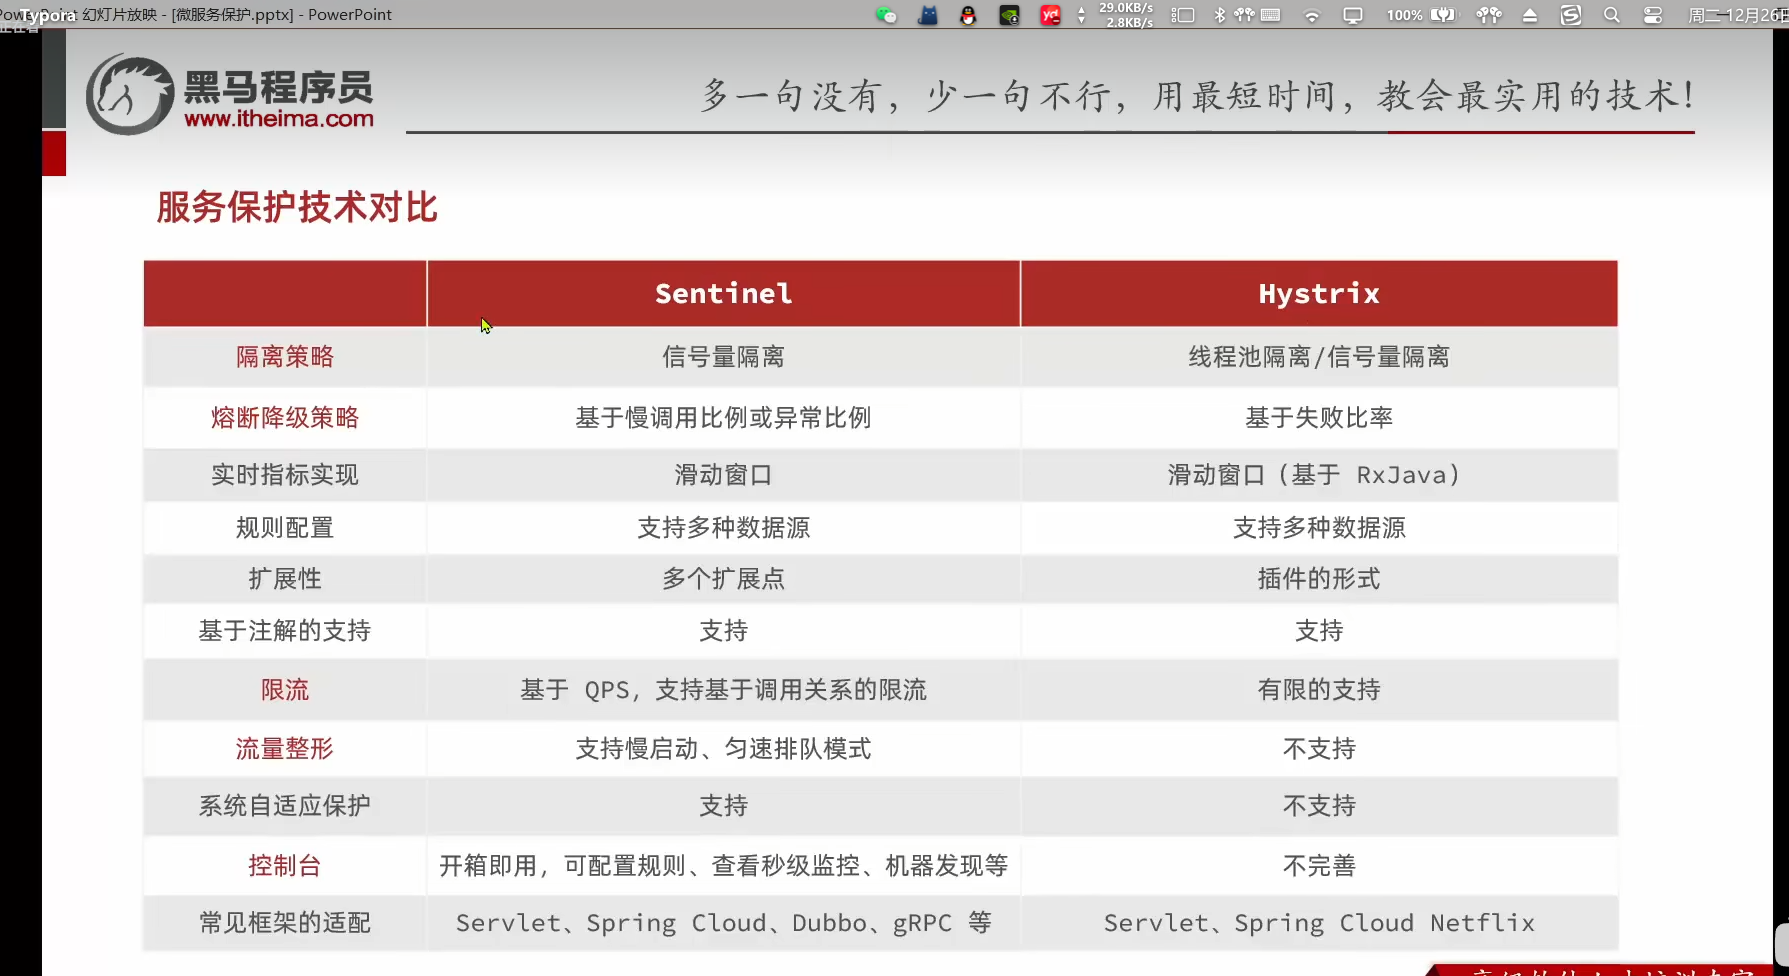 Typora 幻灯片放映 - [微服务保护.pptx] - PowerPoint
29.0KB/s
2.8KB/s
100%
周二 12月26日
黑马程序员
www.itheima.com
多一句没有，少一句不行，用最短时间，教会最实用的技术！
服务保护技术对比
Sentinel Hystrix
隔离策略 信号量隔离 线程池隔离/信号量隔离
熔断降级策略 基于慢调用比例或异常比例 基于失败比率
实时指标实现 滑动窗口 滑动窗口（基于 RxJava）
规则配置 支持多种数据源 支持多种数据源
扩展性 多个扩展点 插件的形式
基于注解的支持 支持 支持
限流 基于 QPS，支持基于调用关系的限流 有限的支持
流量整形 支持慢启动、匀速排队模式 不支持
系统自适应保护 支持 不支持
控制台 开箱即用，可配置规则、查看秒级监控、机器发现等 不完善
常见框架的适配 Servlet、Spring Cloud、Dubbo、gRPC 等 Servlet、Spring Cloud Netflix